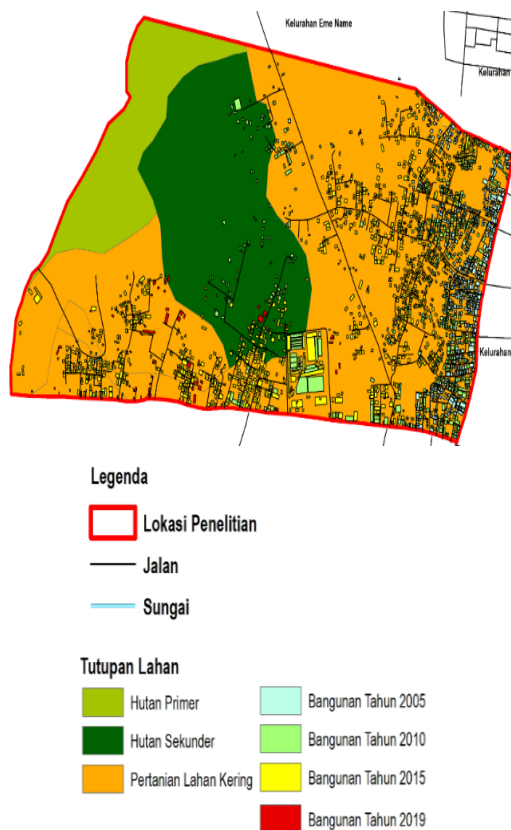 Kelurahan Eme Neme
Kelurahan
Kelurahan
Legenda
Lokasi Penelitian
Jalan
Sungai
Tutupan Lahan
Hutan Primer
Hutan Sekunder
Pertanian Lahan Kering
Bangunan Tahun 2005
Bangunan Tahun 2010
Bangunan Tahun 2015
Bangunan Tahun 2019